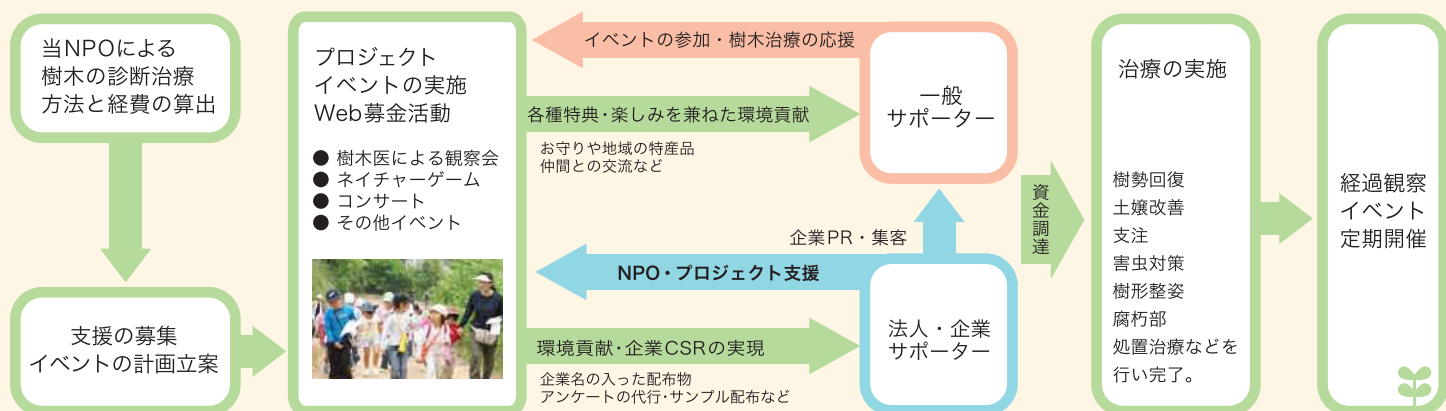 当NPOによる
樹木の診断治療
方法と経費の算出
支援の募集
イベントの計画立案
プロジェクト
イベントの実施
Web募金活動
● 樹木医による観察会
● ネイチャーゲーム
● コンサート
● その他イベント
イベントの参加・樹木治療の応援
各種特典・楽しみを兼ねた環境貢献
お守りや地域の特産品
仲間との交流など
一般
サポーター
企業PR・集客
NPO・プロジェクト支援
環境貢献・企業CSRの実現
企業名の入った配布物
アンケートの代行・サンプル配布など
法人・企業
サポーター
資金調達
治療の実施
樹勢回復
土壌改善
支注
害虫対策
樹形整姿
腐朽部
処置治療などを
行い完了。
経過観察
イベント
定期開催